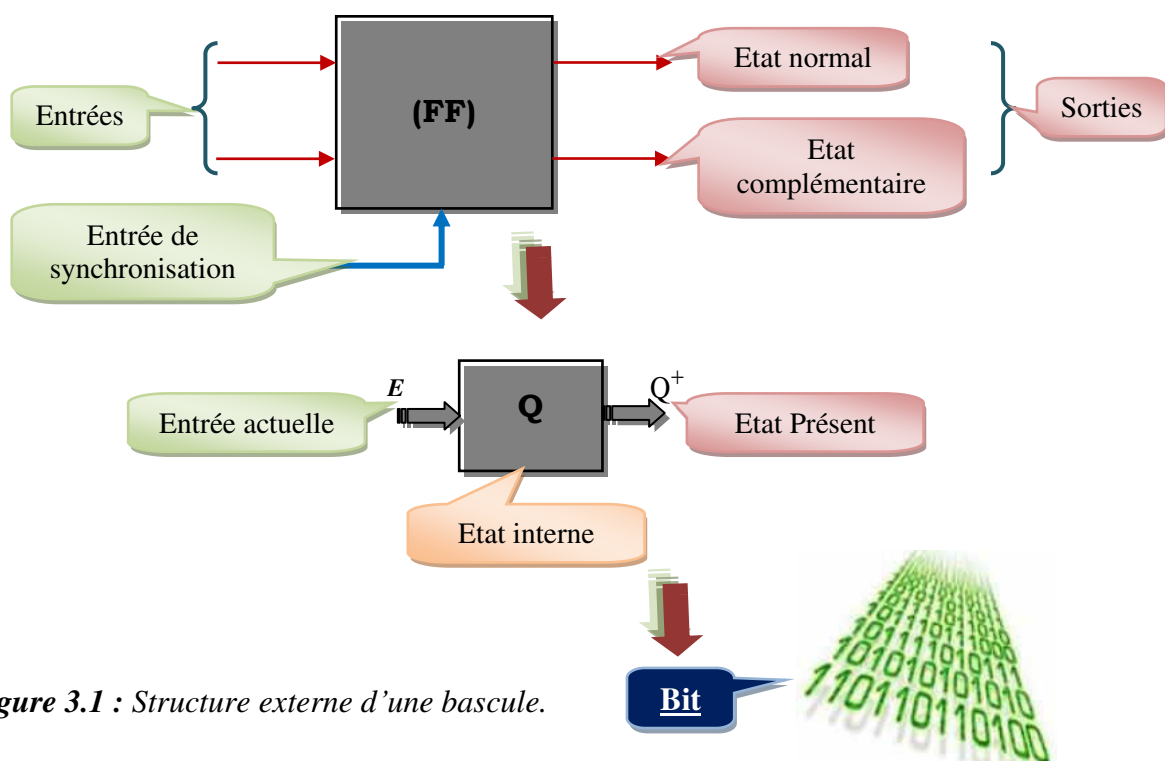 Etat normal
Entrées
(FF)
Sorties
Etat
complémentaire
Entrée de
synchronisation
E
Q
Q+
Entrée actuelle
Etat Présent
Etat interne
Bit
gure 3.1 : Structure externe d’une bascule.
110110110100